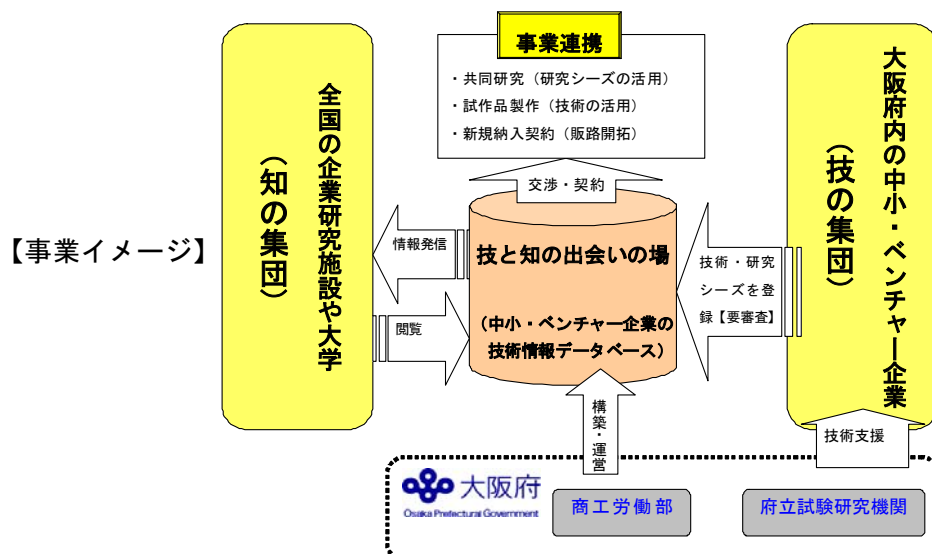 【事業イメージ】
全国の企業研究施設や大学
（知の集団）
事業連携
・共同研究（研究シーズの活用）
・試作品製作（技術の活用）
・新規納入契約（販路開拓）
交渉・契約
情報発信
閲覧
技と知の出会いの場
（中小・ベンチャー企業の
技術情報データベース）
技術・研究
シーズを登
録【要審査】
大阪府内の中小・ベンチャー企業
（技の集団）
構築・運営
技術支援
大阪府
Osaka Prefectural Government
商工労働部
府立試験研究機関